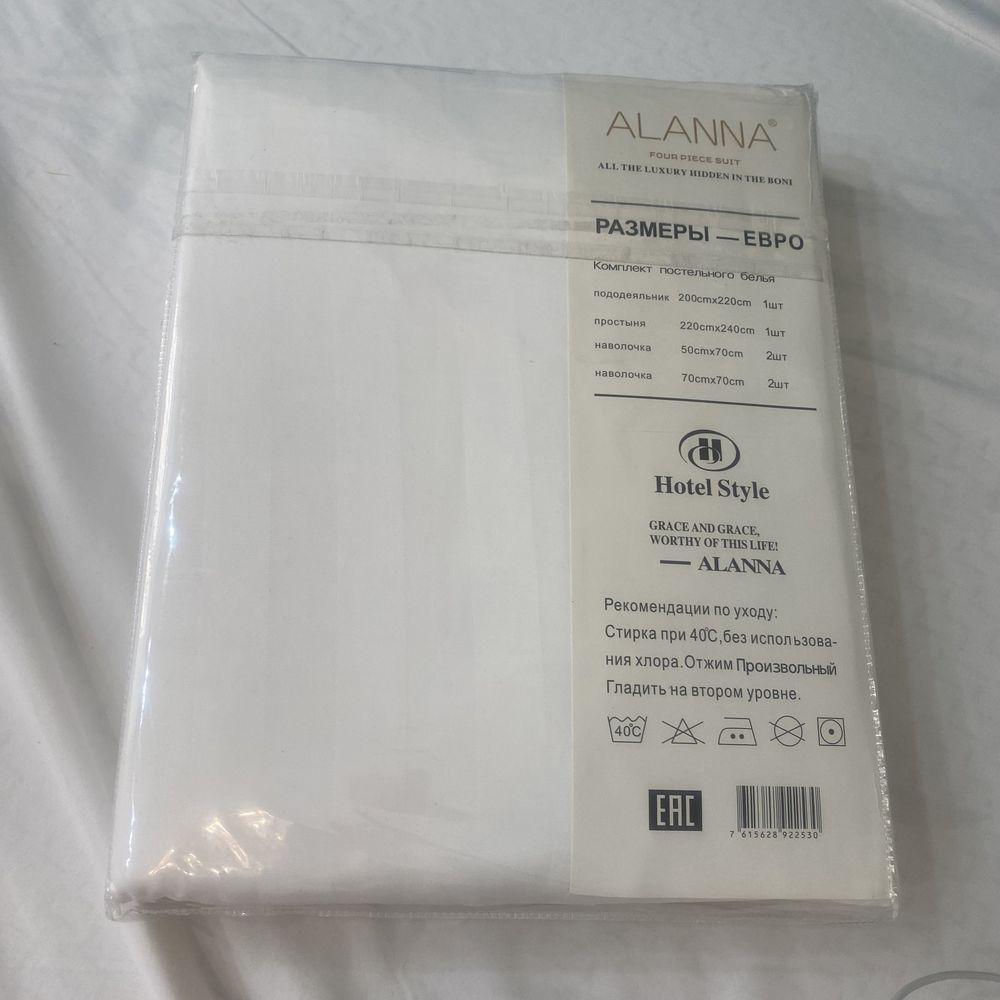 ALANNA®
FOUR PIECE SUIT
ALL THE LUXURY HIDDEN IN THE BONI
РАЗМЕРЫ — ЕВРО
Комплект постельного белья
пододеяльник 200cmx220cm 1шт
простыня 220cmx240cm 1шт
наволочка 50cmx70cm 2шт
наволочка 70cmx70cm 2шт
H
Hotel Style
GRACE AND GRACE,
WORTHY OF THIS LIFE!
— ALANNA
Рекомендации по уходу:
Стирка при 40℃,без использова-
ния хлора.Отжим Произвольный
Гладить на втором уровне.
40℃
EAC
7 615628 922530